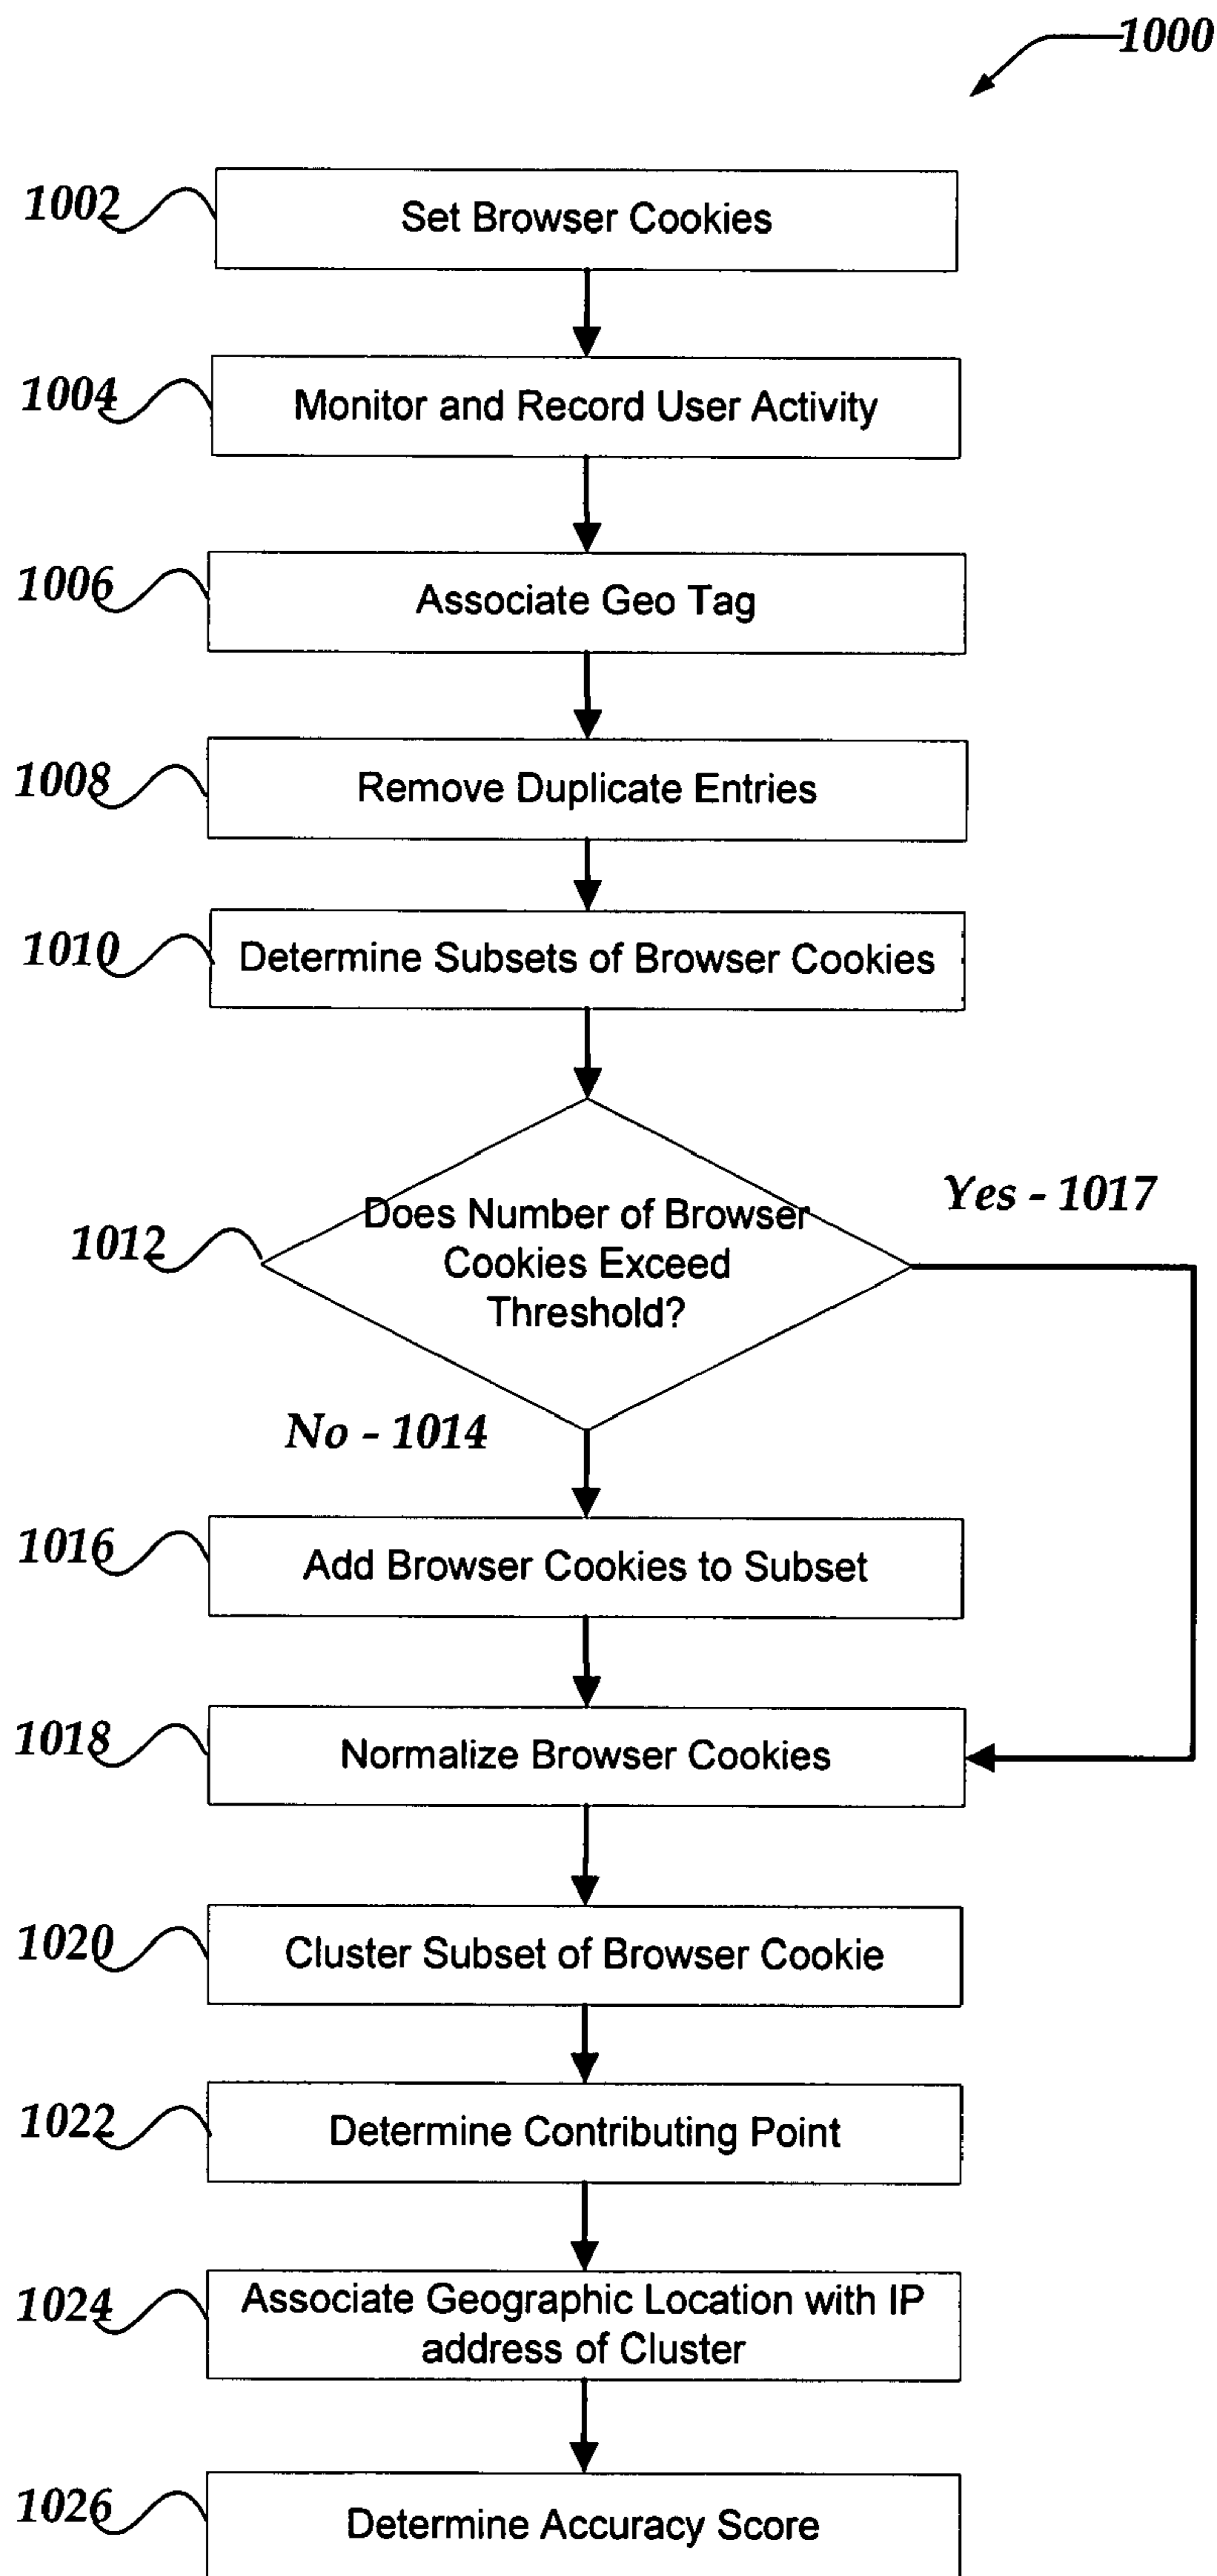 1000
1002
Set Browser Cookies
1004
Monitor and Record User Activity
1006
Associate Geo Tag
1008
Remove Duplicate Entries
1010
Determine Subsets of Browser Cookies
1012
Does Number of Browser
Cookies Exceed
Threshold?
Yes - 1017
No - 1014
1016
Add Browser Cookies to Subset
1018
Normalize Browser Cookies
1020
Cluster Subset of Browser Cookie
1022
Determine Contributing Point
1024
Associate Geographic Location with IP
address of Cluster
1026
Determine Accuracy Score